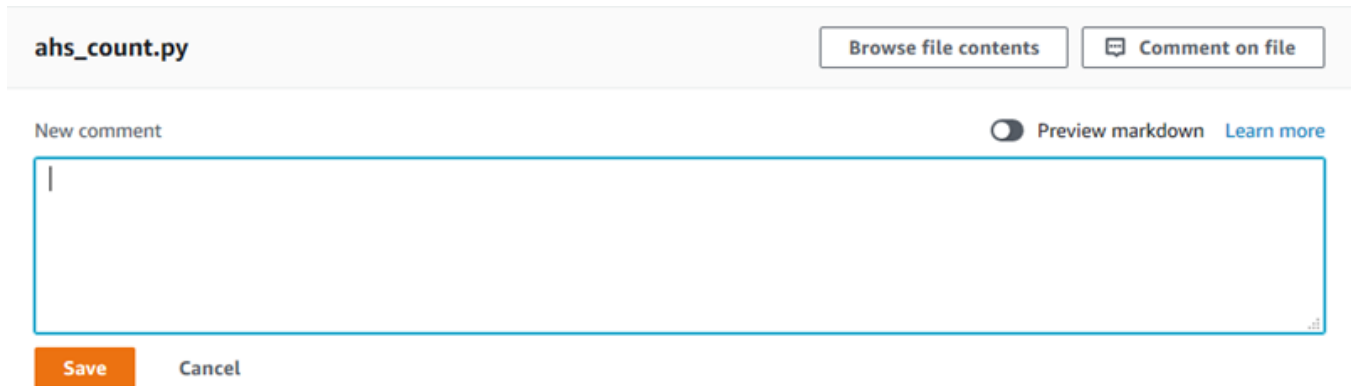 ahs_count.py Browse file contents Comment on file
New comment Preview markdown Learn more
Save Cancel